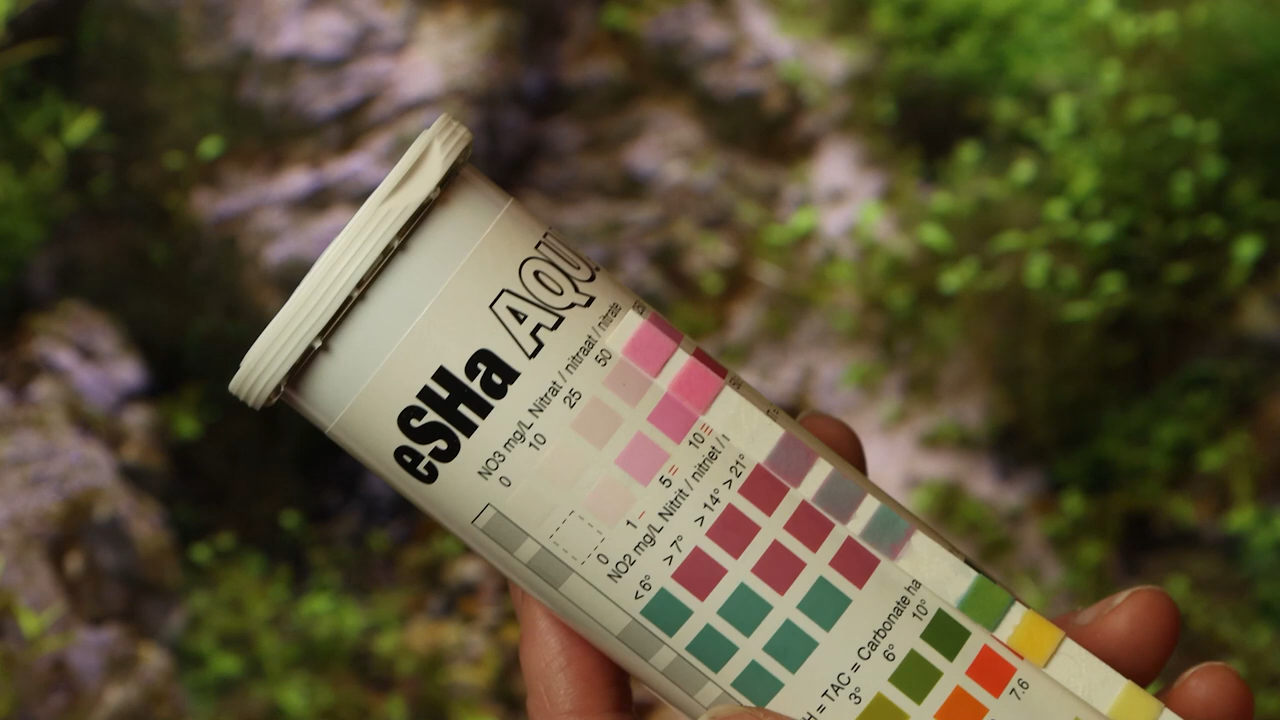 eSHa AQU
NO3 mg/L Nitrat / nitraat / nitrate
0 10 25 50
0 1 5 10
NO2 mg/L Nitrit / nitriet /
<6° >7° >14° >21°
= TAC = Carbonate ha
3° 6° 10°
7.6